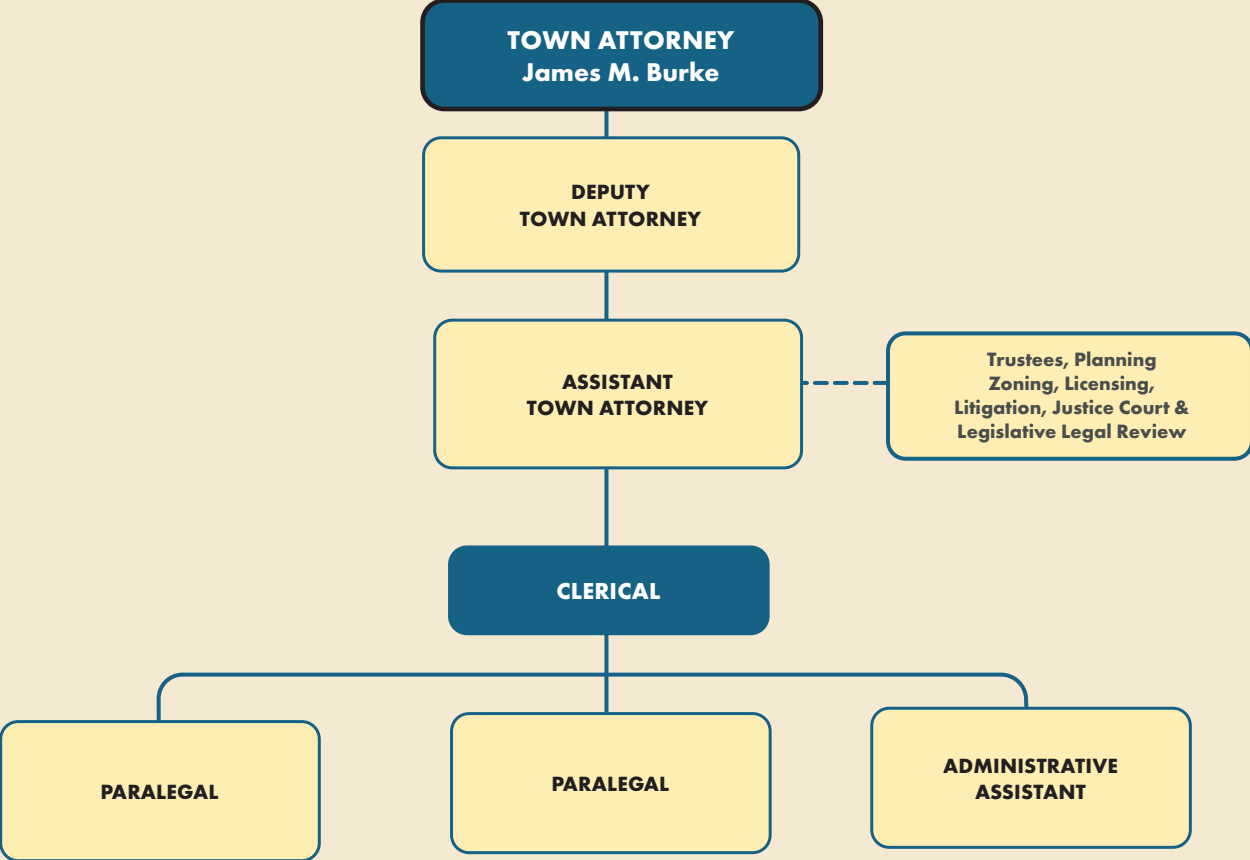 TOWN ATTORNEY
James M. Burke
DEPUTY
TOWN ATTORNEY
ASSISTANT
TOWN ATTORNEY
Trustees, Planning
Zoning, Licensing,
Litigation, Justice Court &
Legislative Legal Review
CLERICAL
PARALEGAL
PARALEGAL
ADMINISTRATIVE
ASSISTANT